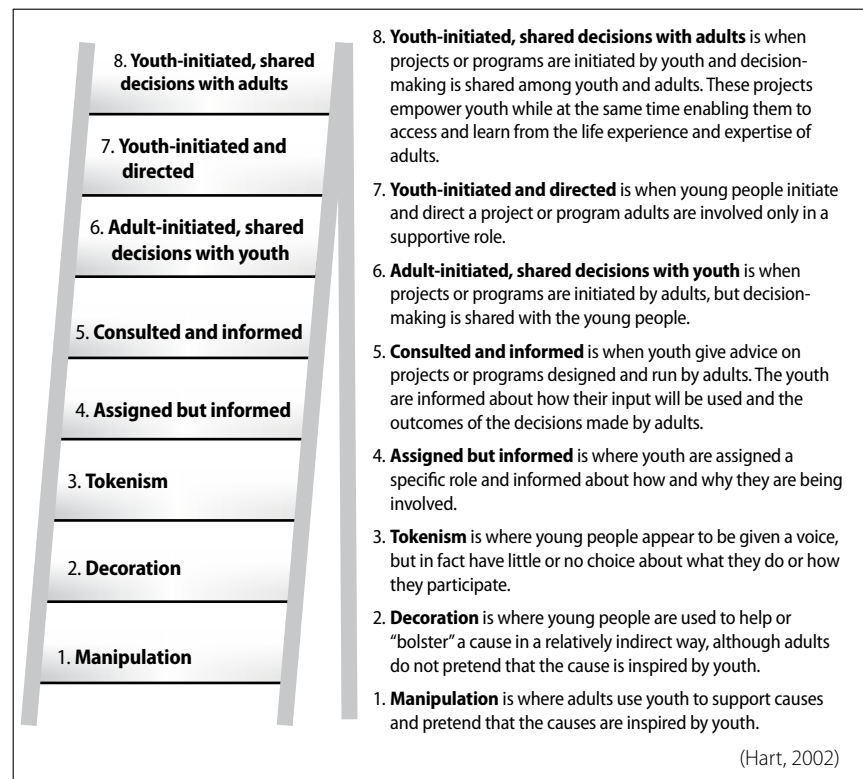 8. Youth-initiated, shared
decisions with adults
7. Youth-initiated and
directed
6. Adult-initiated, shared
decisions with youth
5. Consulted and informed
4. Assigned but informed
3. Tokenism
2. Decoration
1. Manipulation
8. Youth-initiated, shared decisions with adults is when
projects or programs are initiated by youth and decision-
making is shared among youth and adults. These projects
empower youth while at the same time enabling them to
access and learn from the life experience and expertise of
adults.
7. Youth-initiated and directed is when young people initiate
and direct a project or program adults are involved only in a
supportive role.
6. Adult-initiated, shared decisions with youth is when
projects or programs are initiated by adults, but decision-
making is shared with the young people.
5. Consulted and informed is when youth give advice on
projects or programs designed and run by adults. The youth
are informed about how their input will be used and the
outcomes of the decisions made by adults.
4. Assigned but informed is where youth are assigned a
specific role and informed about how and why they are being
involved.
3. Tokenism is where young people appear to be given a voice,
but in fact have little or no choice about what they do or how
they participate.
2. Decoration is where young people are used to help or
“bolster” a cause in a relatively indirect way, although adults
do not pretend that the cause is inspired by youth.
1. Manipulation is where adults use youth to support causes
and pretend that the causes are inspired by youth.
(Hart, 2002)